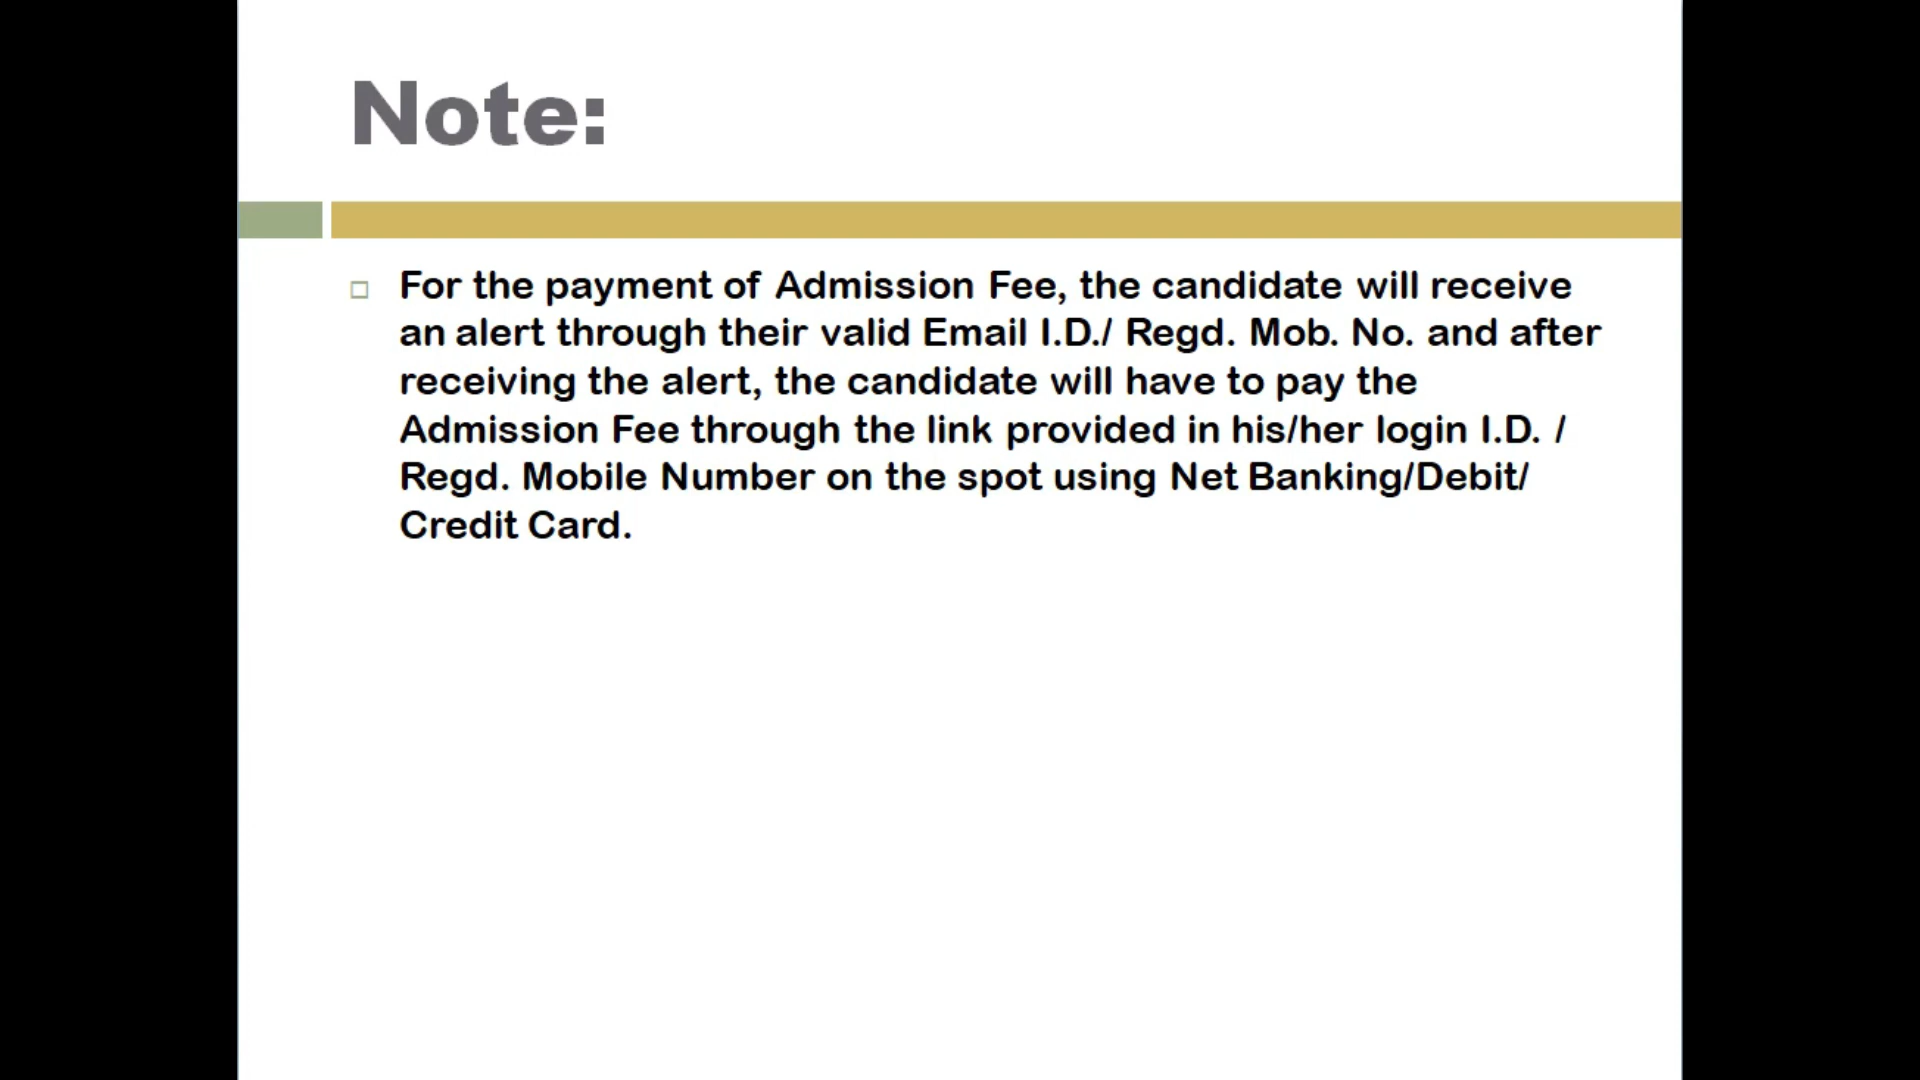 Note:
For the payment of Admission Fee, the candidate will receive
an alert through their valid Email I.D./ Regd. Mob. No. and after
receiving the alert, the candidate will have to pay the
Admission Fee through the link provided in his/her login I.D. /
Regd. Mobile Number on the spot using Net Banking/Debit/
Credit Card.